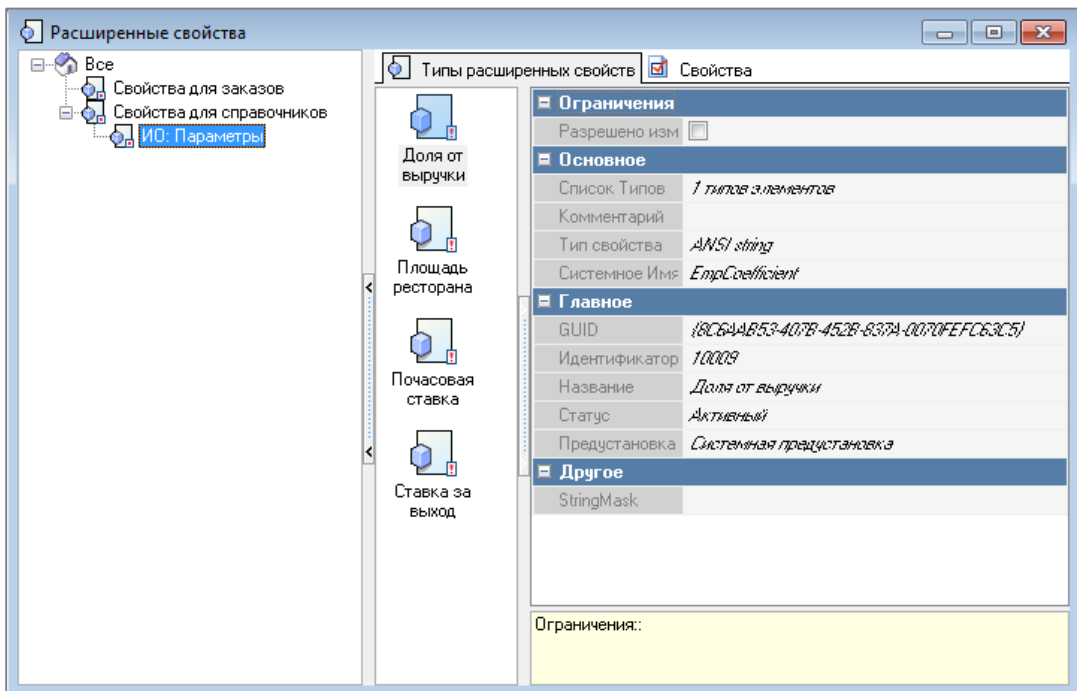 Расширенные свойства
Все
Свойства для заказов
Свойства для справочников
ИО: Параметры
Типы расширенных свойств
Свойства
Доля от
выручки
Площадь
ресторана
Почасовая
ставка
Ставка за
выход
Ограничения
Разрешено изм
Основное
Список Типов 1 типов элементов
Комментарий
Тип свойства ANSI string
Системное Имя EmpCoefficient
Главное
GUID {8C6AAB53-407B-452B-837A-0070FEFC63C5}
Идентификатор 10009
Название Доля от выручки
Статус Активный
Предустановка Системная предустановка
Другое
StringMask
Ограничения::